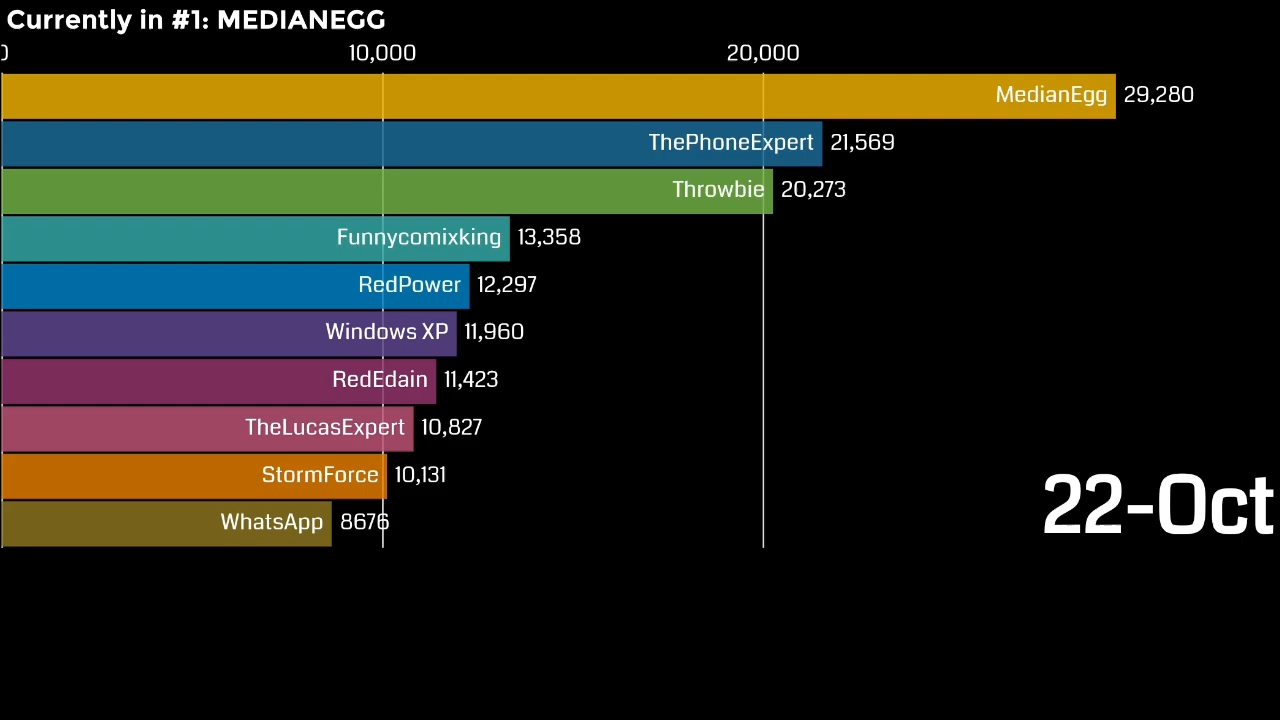 Currently in #1: MEDIANEGG
0 10,000 20,000
MedianEgg 29,280
ThePhoneExpert 21,569
Throwbie 20,273
Funnycomixking 13,358
RedPower 12,297
Windows XP 11,960
RedEdain 11,423
TheLucasExpert 10,827
StormForce 10,131
WhatsApp 8676
22-Oct